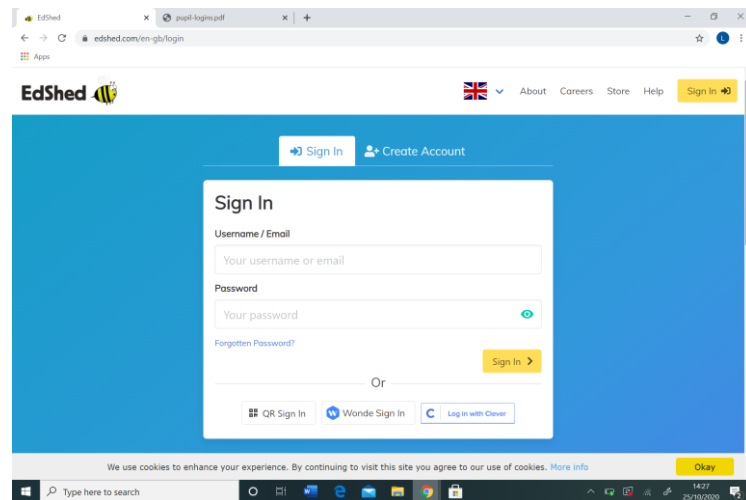 EdShed
pupil-logins.pdf
edshed.com/en-gb/login
L
Apps
EdShed
About Careers Store Help Sign In
Sign In Create Account
Sign In
Username / Email
Your username or email
Password
Your password
Forgotten Password?
Sign In
Or
QR Sign In W Wonde Sign In C Log in with Clever
We use cookies to enhance your experience. By continuing to visit this site you agree to our use of cookies. More info Okay
Type here to search
14:27
25/10/2020